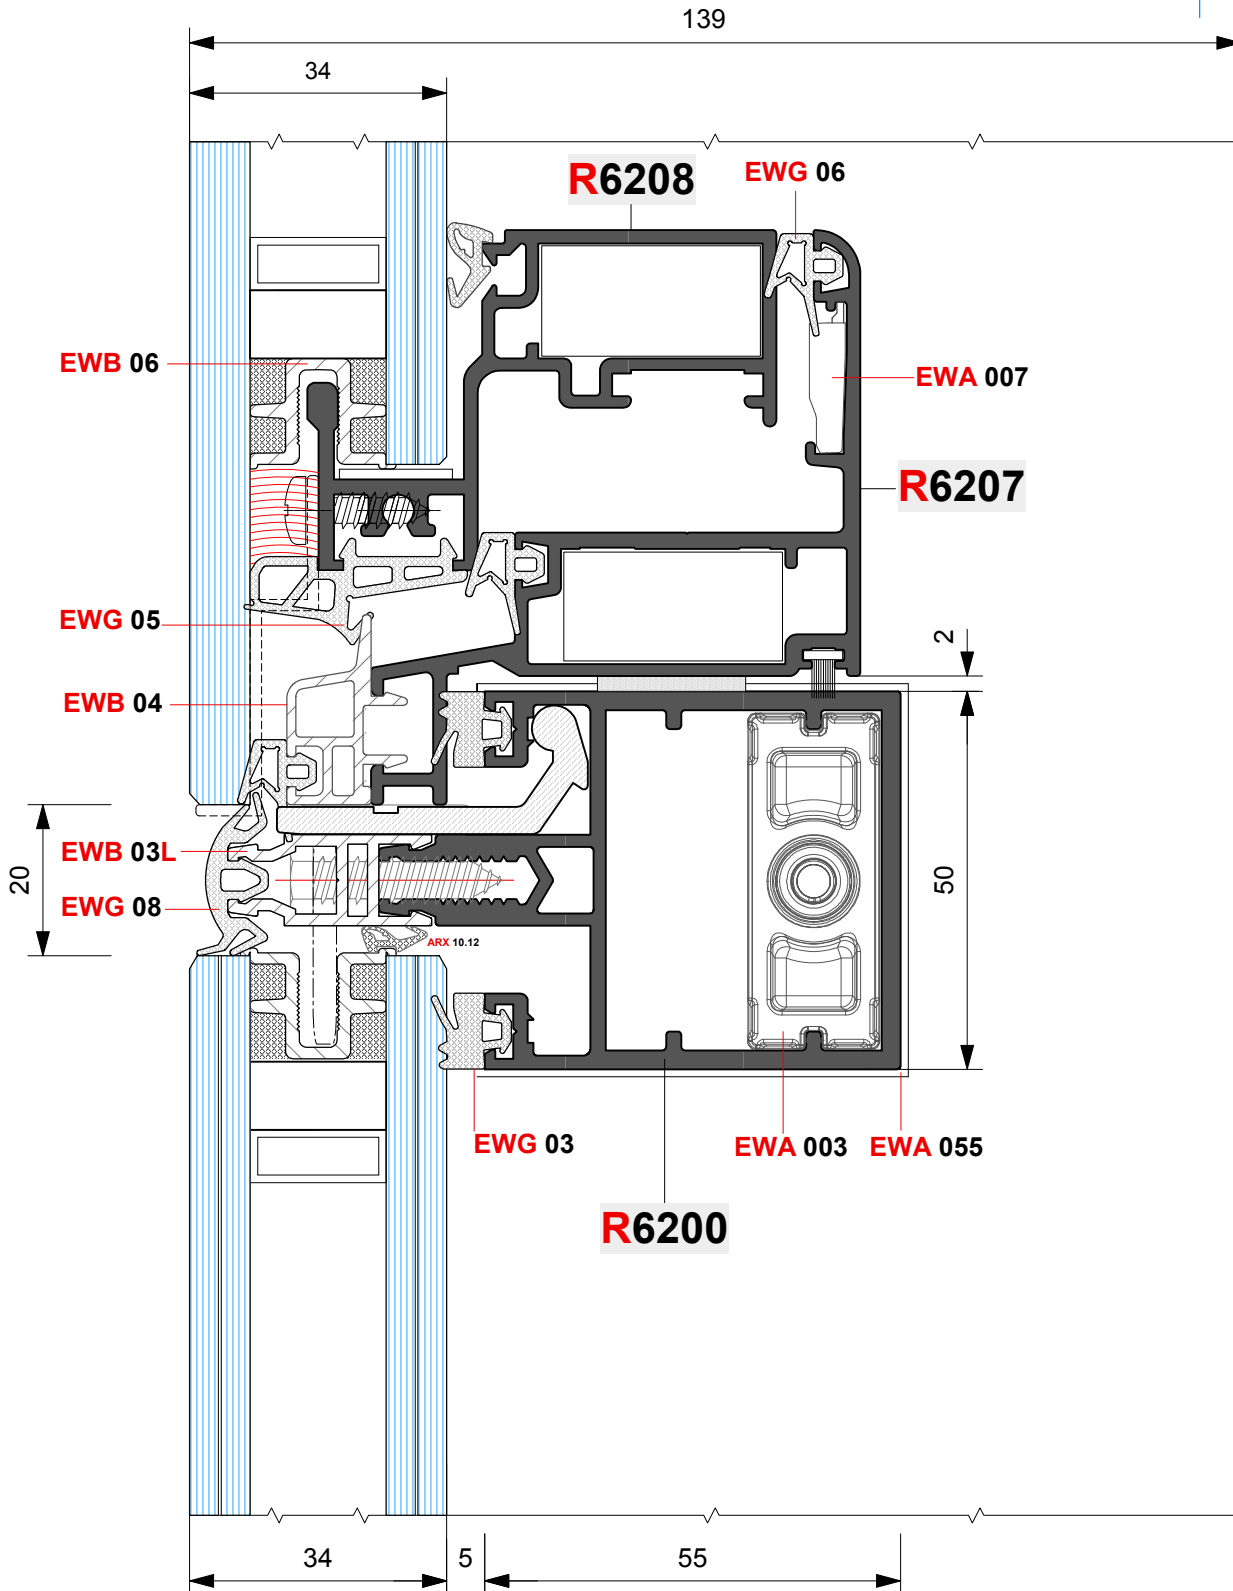 139
34
R6208
EWG 06
EWB 06
EWA 007
R6207
EWG 05
2
EWB 04
EWB 03L
20
50
EWG 08
ARX 10.12
EWG 03
EWA 003
EWA 055
R6200
34
5
55